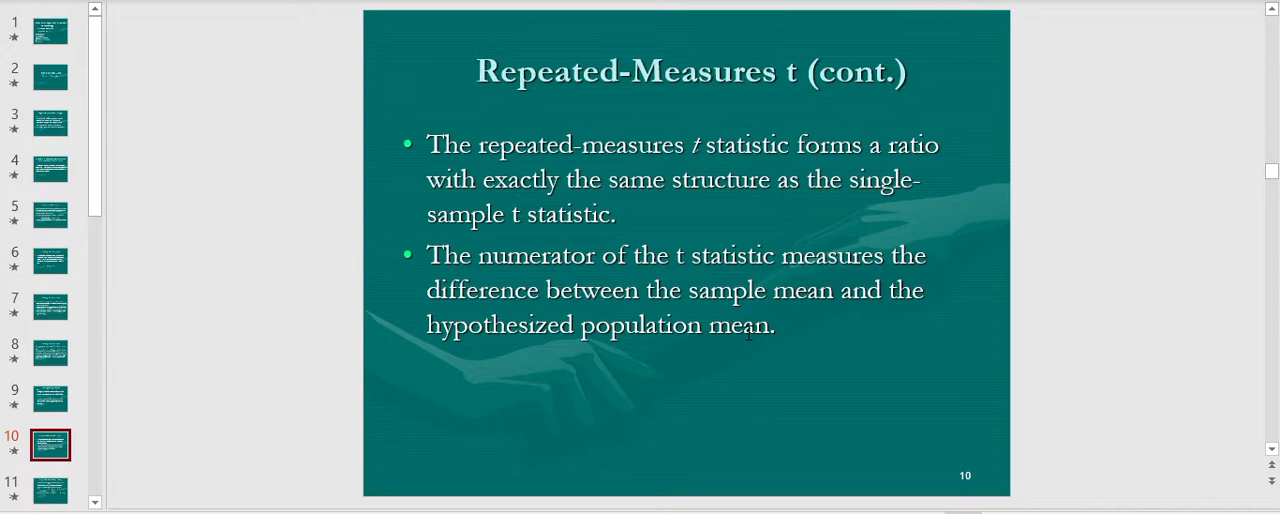 1
2
3
4
5
6
7
8
9
10
11
Repeated-Measures t (cont.)
• The repeated-measures t statistic forms a ratio
with exactly the same structure as the single-
sample t statistic.
• The numerator of the t statistic measures the
difference between the sample mean and the
hypothesized population mean.
10